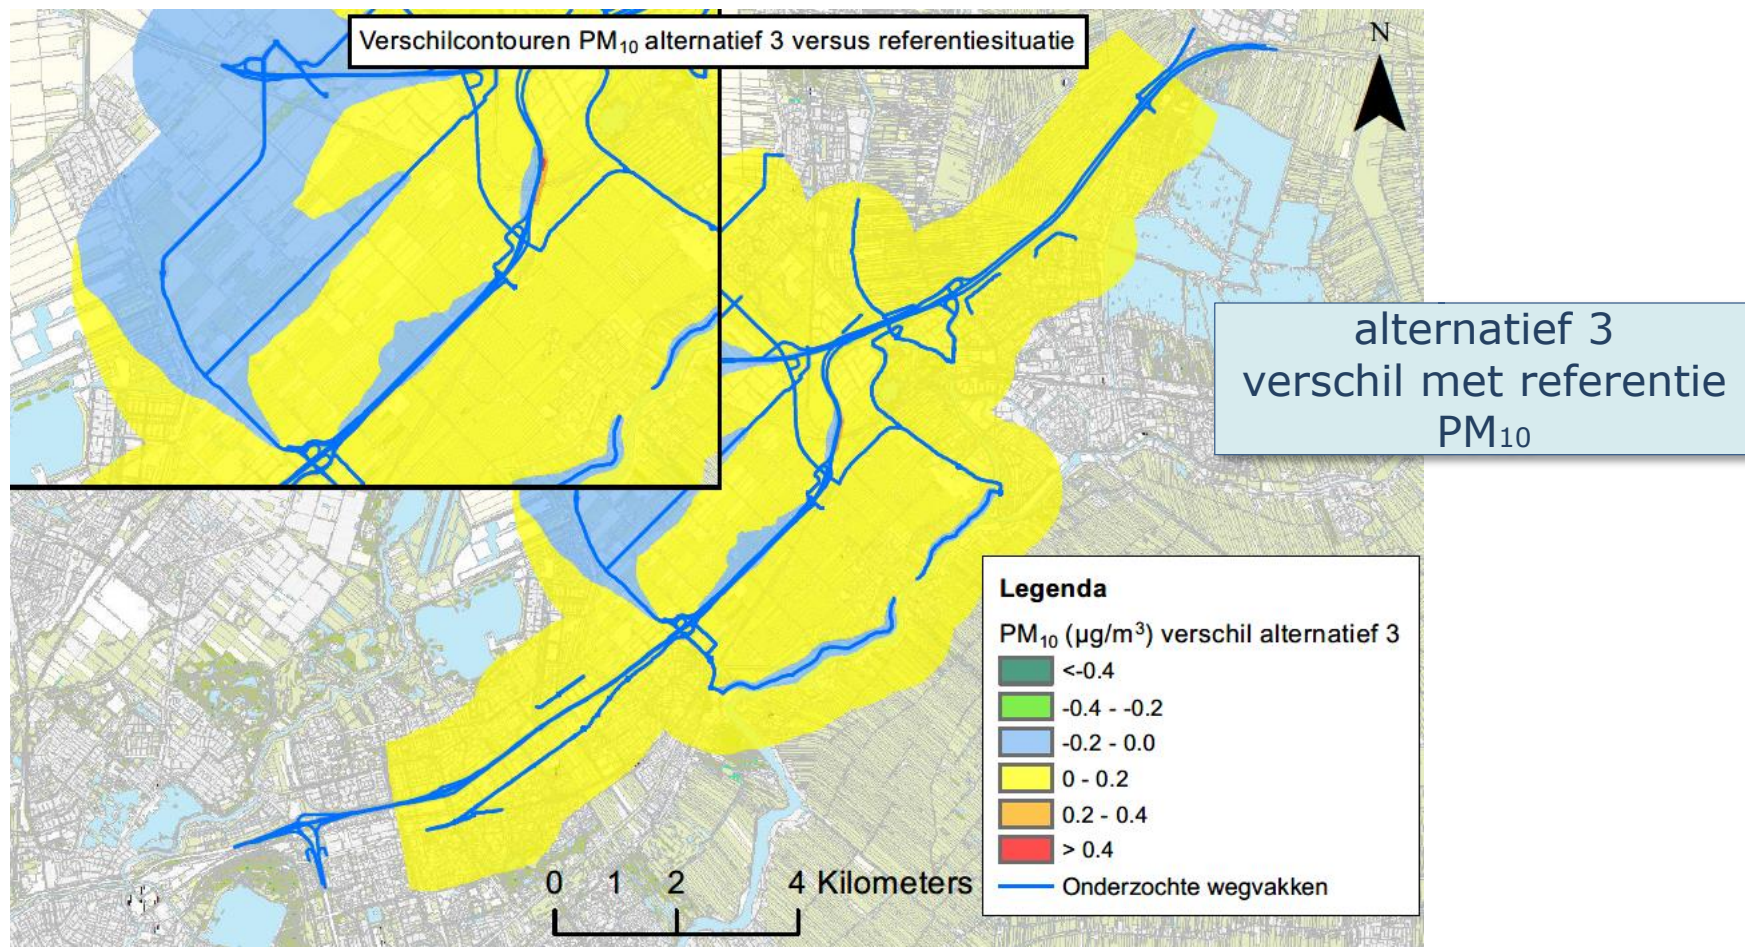 Verschilcontouren PM₁₀ alternatief 3 versus referentiesituatie
N
alternatief 3
verschil met referentie
PM₁₀
Legenda
PM₁₀ (µg/m³) verschil alternatief 3
<-0.4
-0.4 - -0.2
-0.2 - 0.0
0 - 0.2
0.2 - 0.4
> 0.4
Onderzochte wegvakken
0 1 2 4 Kilometers